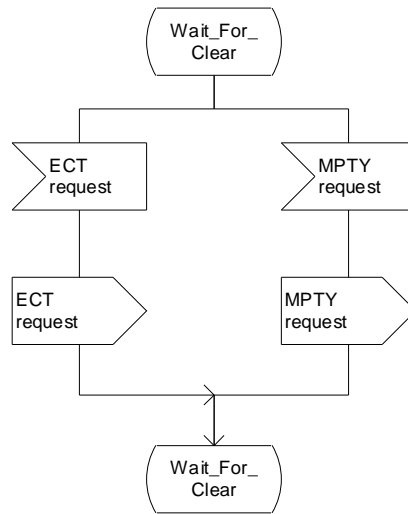 Wait_For_
Clear
ECT
request
MPTY
request
ECT
request
MPTY
request
Wait_For_
Clear